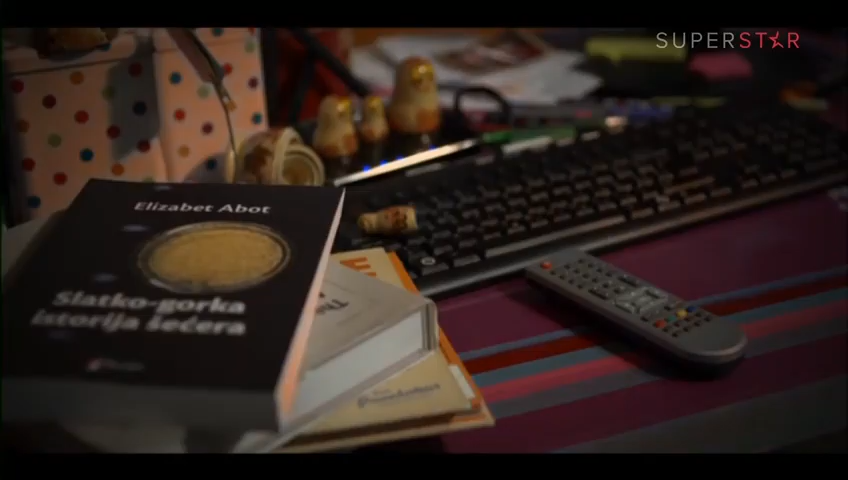 SUPERSTAR
Elizabet Abot
Slatko-gorka
istorija šećera